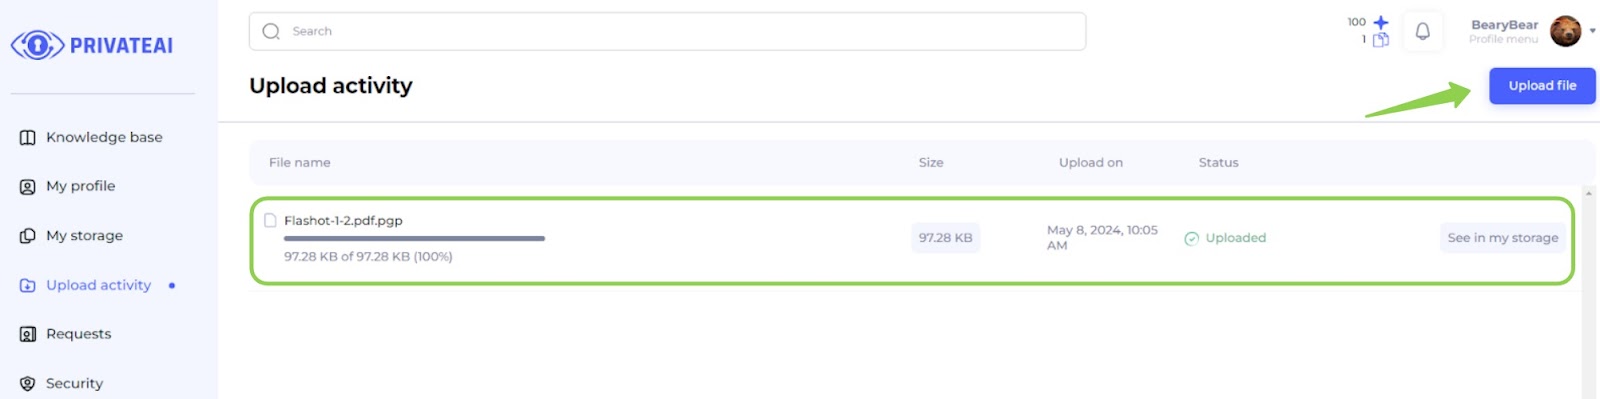 PRIVATEAI
Search
100
1
BearyBear
Profile menu
Upload activity
Upload file
Knowledge base
My profile
My storage
Upload activity
Requests
Security
File name Size Upload on Status
Flashot-1-2.pdf.pgp
97.28 KB of 97.28 KB (100%)
97.28 KB
May 8, 2024, 10:05
AM
Uploaded
See in my storage